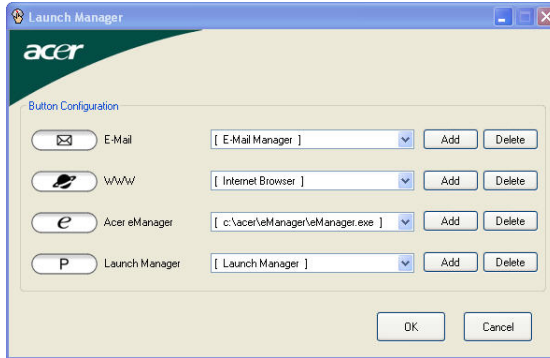 Launch Manager
acer
Button Configuration
E-Mail [ E-Mail Manager ] Add Delete
WWW [ Internet Browser ] Add Delete
e Acer eManager [ c:\acer\eManager\eManager.exe ] Add Delete
P Launch Manager [ Launch Manager ] Add Delete
OK Cancel